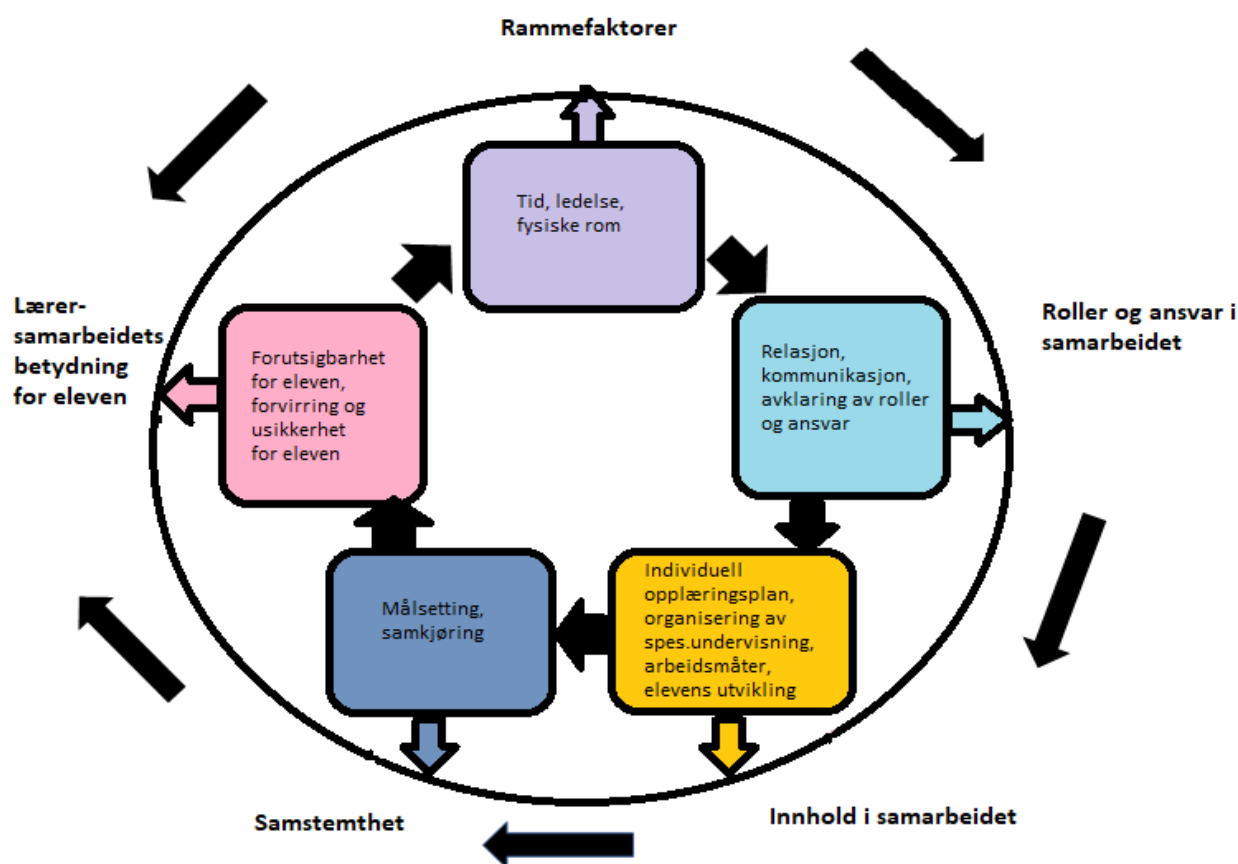 Rammefaktorer
Tid, ledelse,
fysiske rom
Lærer-
samarbeidets
betydning
for eleven
Forutsigbarhet
for eleven,
forvirring og
usikkerhet
for eleven
Relasjon,
kommunikasjon,
avklaring av roller
og ansvar
Roller og ansvar i
samarbeidet
Målsetting,
samkjøring
Individuell
opplæringsplan,
organisering av
spes.undervisning,
arbeidsmåter,
elevens utvikling
Samstemthet
Innhold i samarbeidet